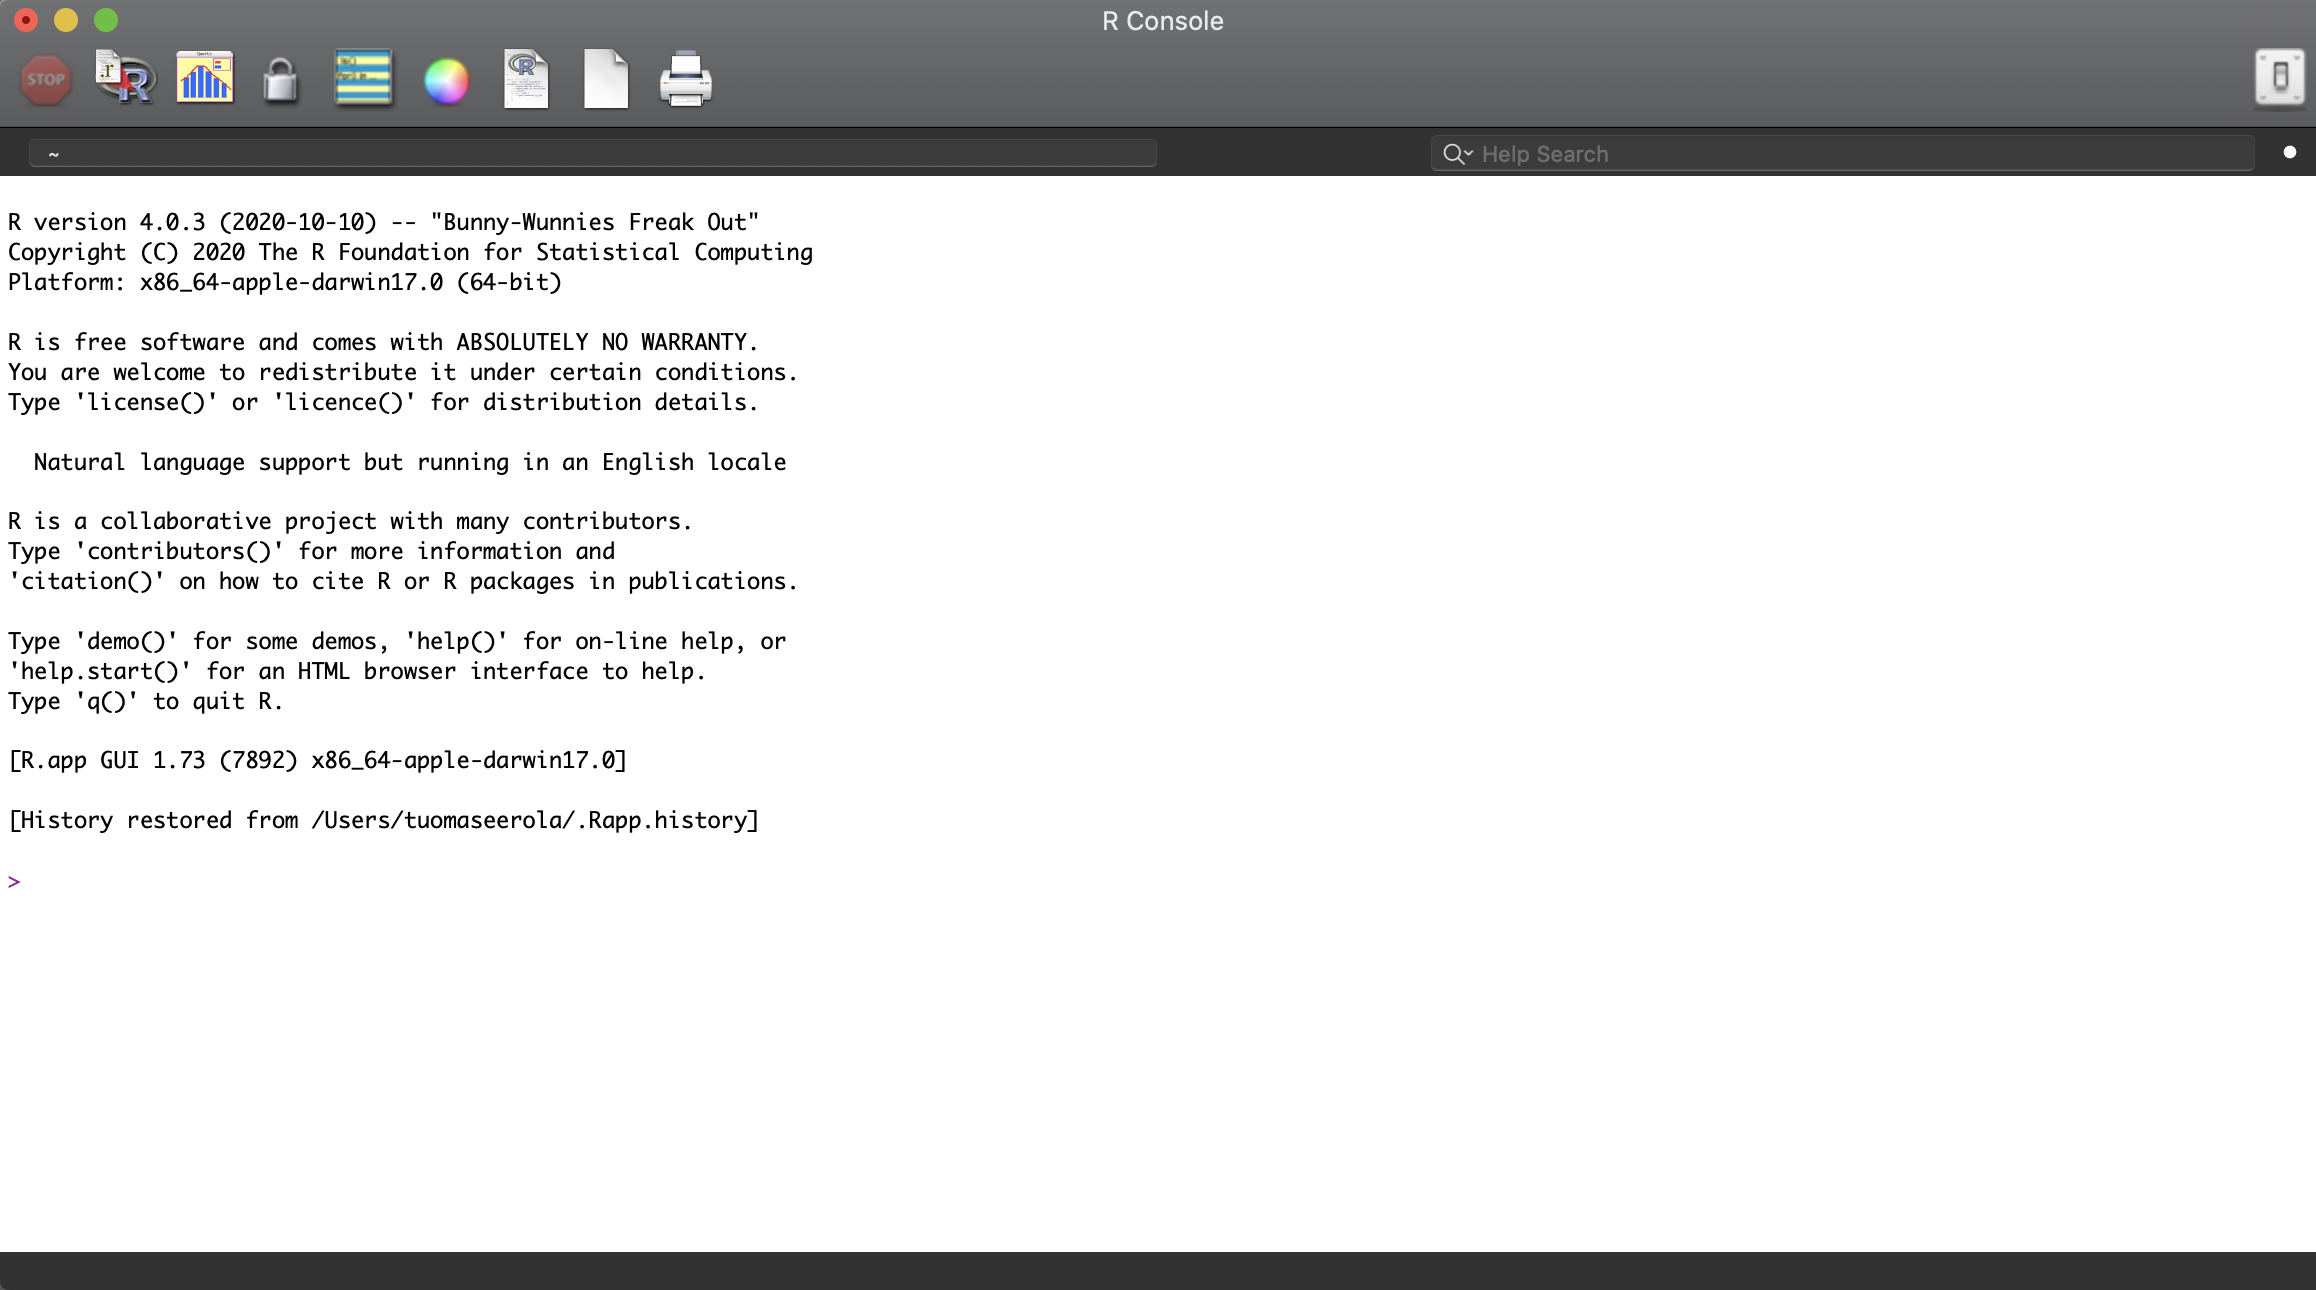 R Console
STOP
~
Help Search
R version 4.0.3 (2020-10-10) -- "Bunny-Wunnies Freak Out"
Copyright (C) 2020 The R Foundation for Statistical Computing
Platform: x86_64-apple-darwin17.0 (64-bit)
R is free software and comes with ABSOLUTELY NO WARRANTY.
You are welcome to redistribute it under certain conditions.
Type 'license()' or 'licence()' for distribution details.
Natural language support but running in an English locale
R is a collaborative project with many contributors.
Type 'contributors()' for more information and
'citation()' on how to cite R or R packages in publications.
Type 'demo()' for some demos, 'help()' for on-line help, or
'help.start()' for an HTML browser interface to help.
Type 'q()' to quit R.
[R.app GUI 1.73 (7892) x86_64-apple-darwin17.0]
[History restored from /Users/tuomaseerola/.Rapp.history]
>